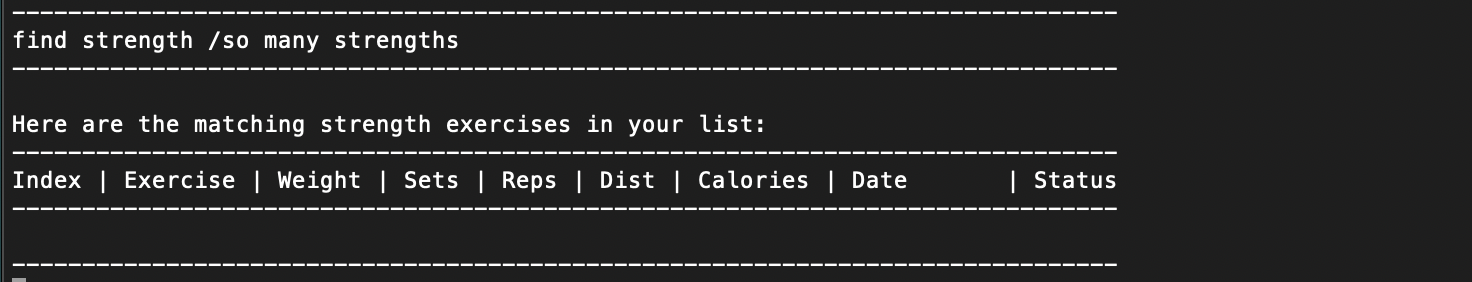 --------------------------------------------------------------------------------
find strength /so many strengths
--------------------------------------------------------------------------------
Here are the matching strength exercises in your list:
--------------------------------------------------------------------------------
Index | Exercise | Weight | Sets | Reps | Dist | Calories | Date       | Status
--------------------------------------------------------------------------------
--------------------------------------------------------------------------------